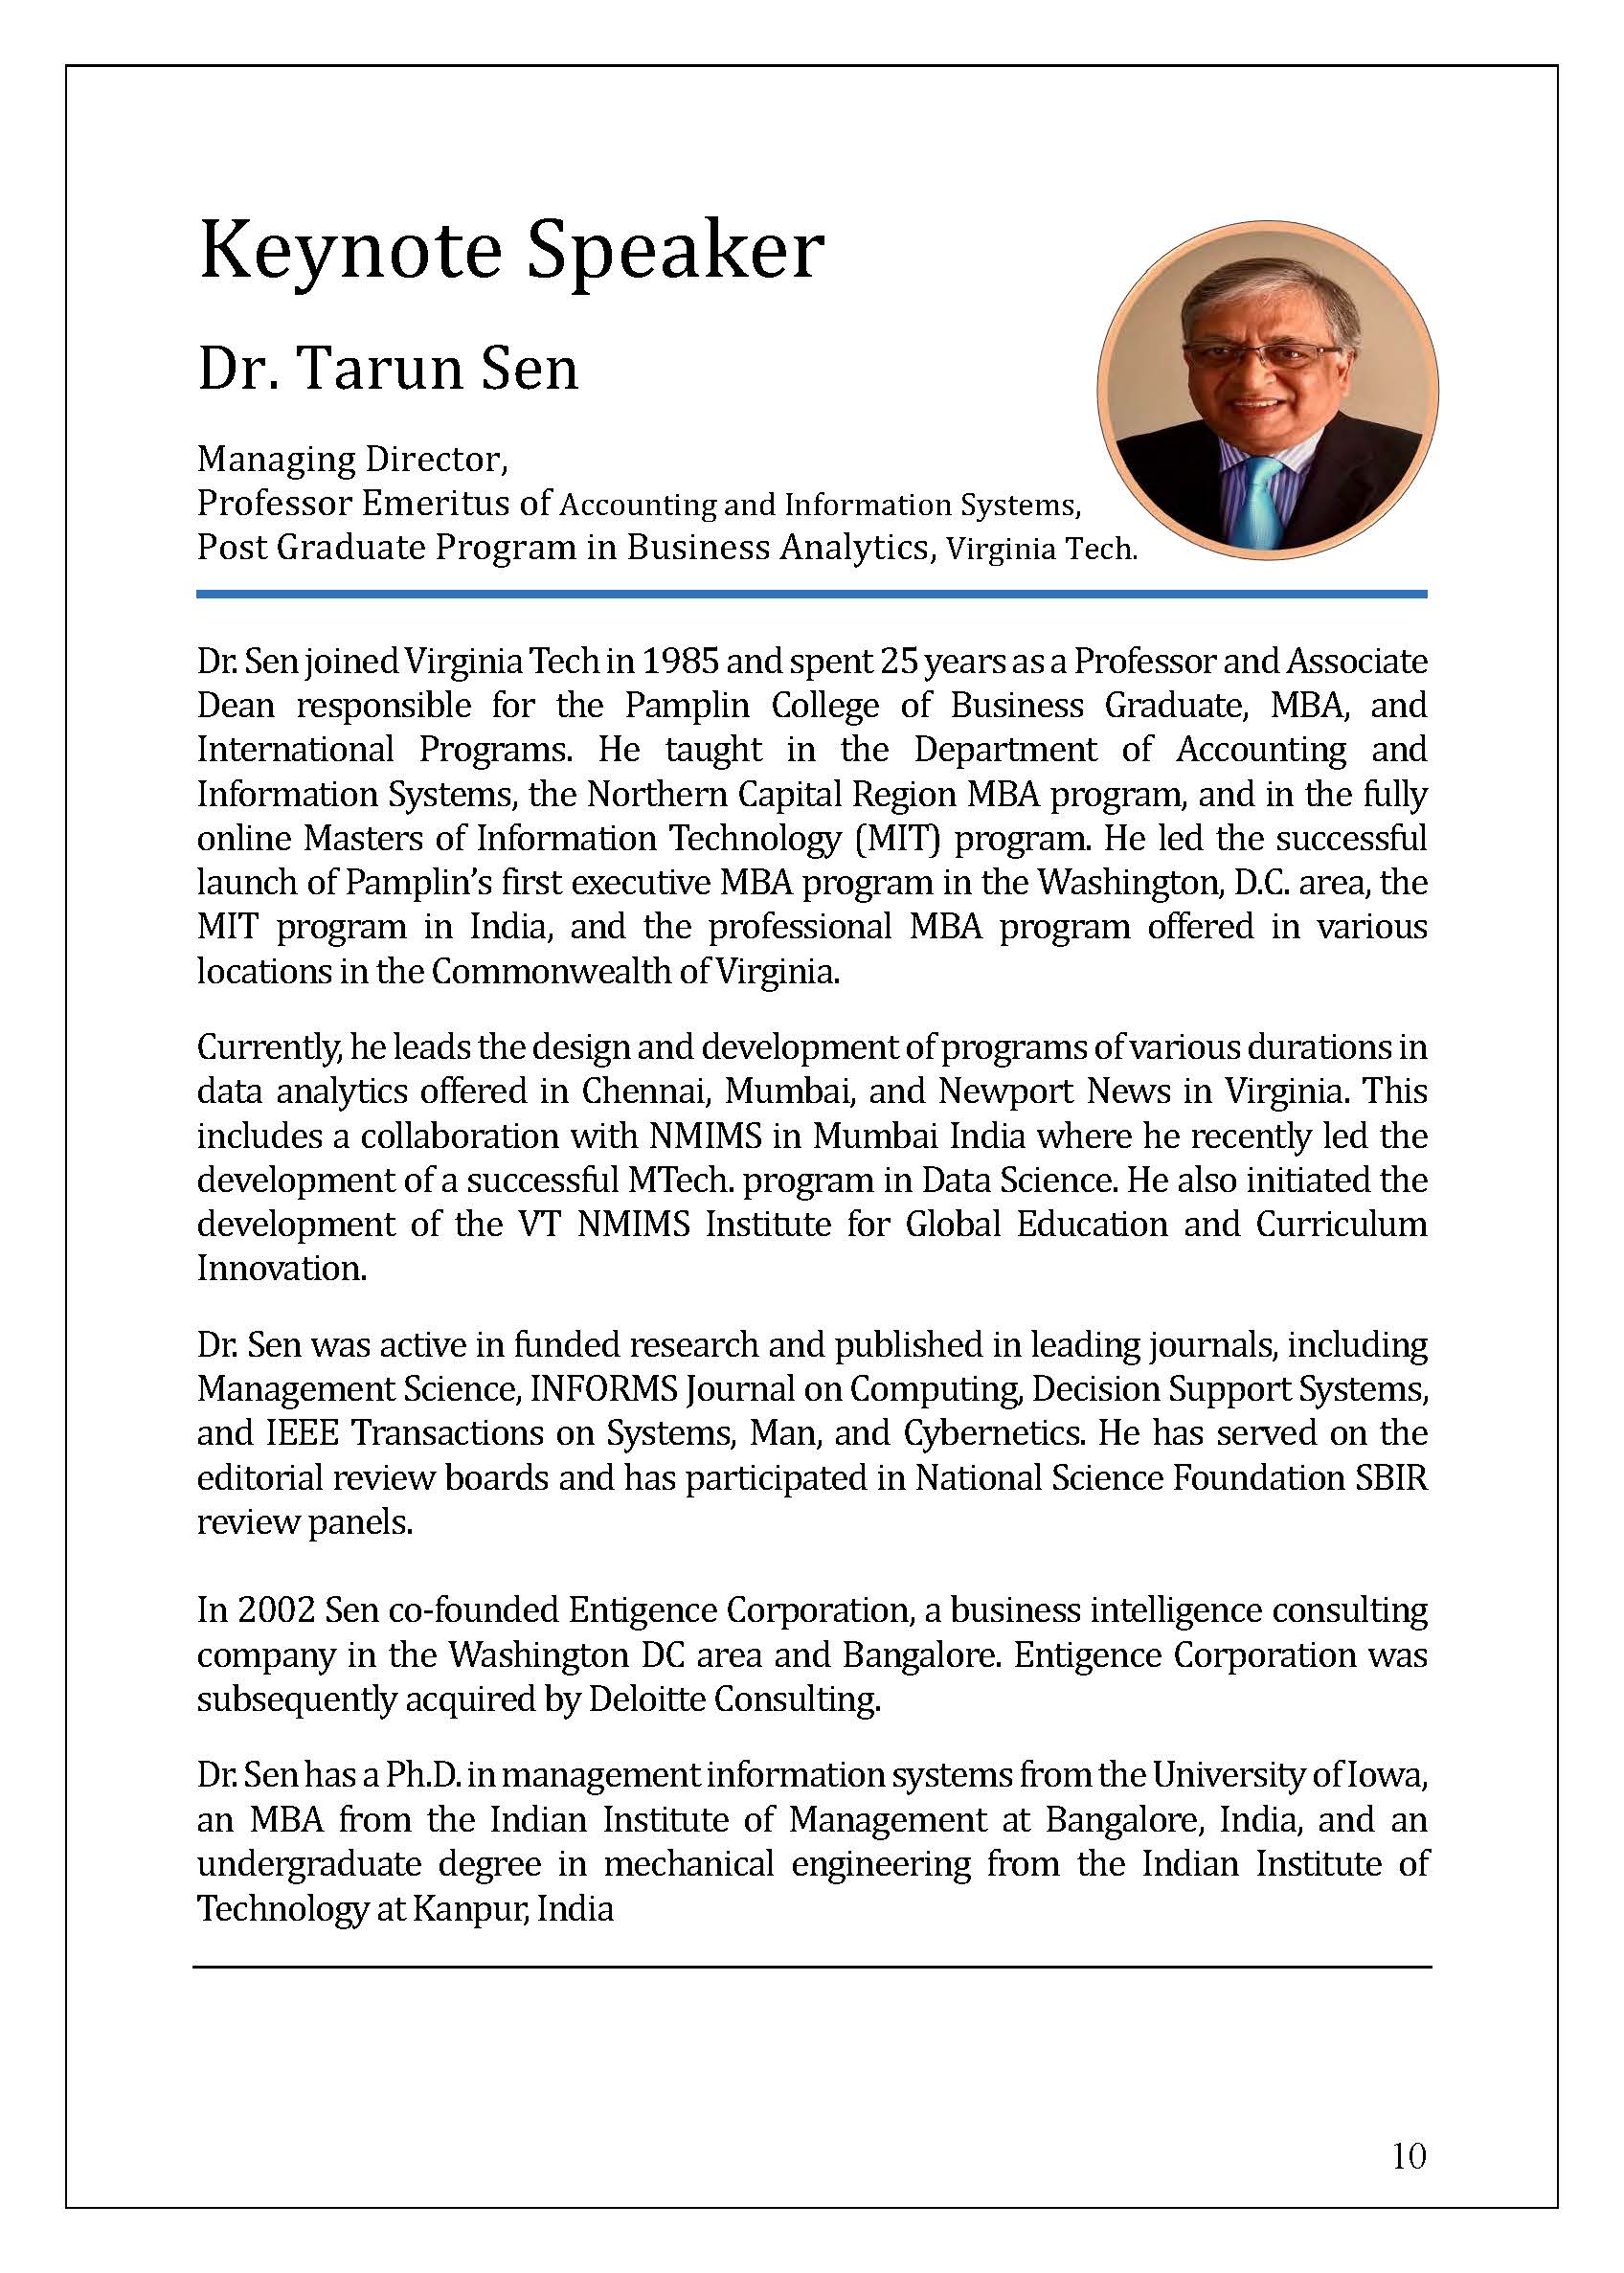 Keynote Speaker
Dr. Tarun Sen
Managing Director,
Professor Emeritus of Accounting and Information Systems,
Post Graduate Program in Business Analytics, Virginia Tech.
Dr. Sen joined Virginia Tech in 1985 and spent 25 years as a Professor and Associate
Dean responsible for the Pamplin College of Business Graduate, MBA, and
International Programs. He taught in the Department of Accounting and
Information Systems, the Northern Capital Region MBA program, and in the fully
online Masters of Information Technology (MIT) program. He led the successful
launch of Pamplin’s first executive MBA program in the Washington, D.C. area, the
MIT program in India, and the professional MBA program offered in various
locations in the Commonwealth of Virginia.
Currently, he leads the design and development of programs of various durations in
data analytics offered in Chennai, Mumbai, and Newport News in Virginia. This
includes a collaboration with NMIMS in Mumbai India where he recently led the
development of a successful MTech. program in Data Science. He also initiated the
development of the VT NMIMS Institute for Global Education and Curriculum
Innovation.
Dr. Sen was active in funded research and published in leading journals, including
Management Science, INFORMS Journal on Computing, Decision Support Systems,
and IEEE Transactions on Systems, Man, and Cybernetics. He has served on the
editorial review boards and has participated in National Science Foundation SBIR
review panels.
In 2002 Sen co-founded Entigence Corporation, a business intelligence consulting
company in the Washington DC area and Bangalore. Entigence Corporation was
subsequently acquired by Deloitte Consulting.
Dr. Sen has a Ph.D. in management information systems from the University of Iowa,
an MBA from the Indian Institute of Management at Bangalore, India, and an
undergraduate degree in mechanical engineering from the Indian Institute of
Technology at Kanpur, India
10